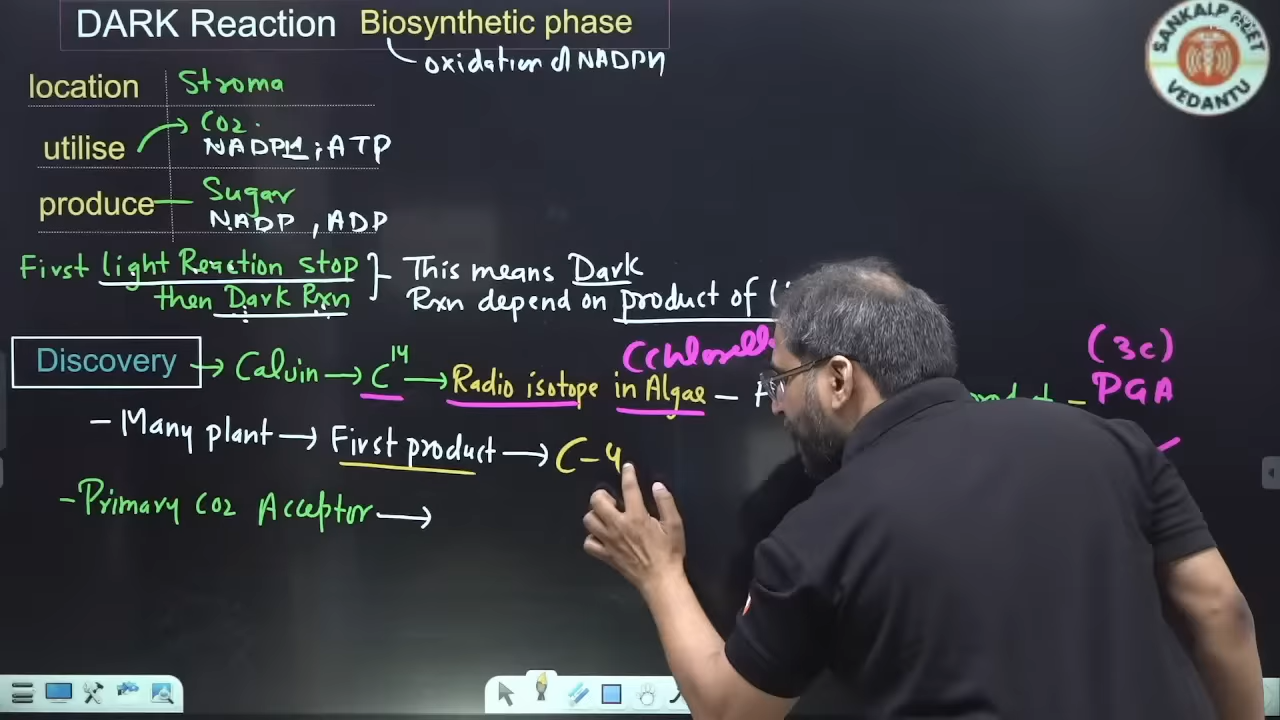 DARK Reaction Biosynthetic phase
oxidation of NADPH
location Stroma
utilise CO2.
NADPH ; ATP
produce Sugar
NADP , ADP
First light Reaction stop
then Dark Rxn
This means Dark
Rxn depend on product of
Discovery → Calvin → C14 → Radio isotope in Algae –
(3C)
PGA
- Many plant → First product → C-4
- Primary CO2 Acceptor →
SANKALP NEET
VEDANTU